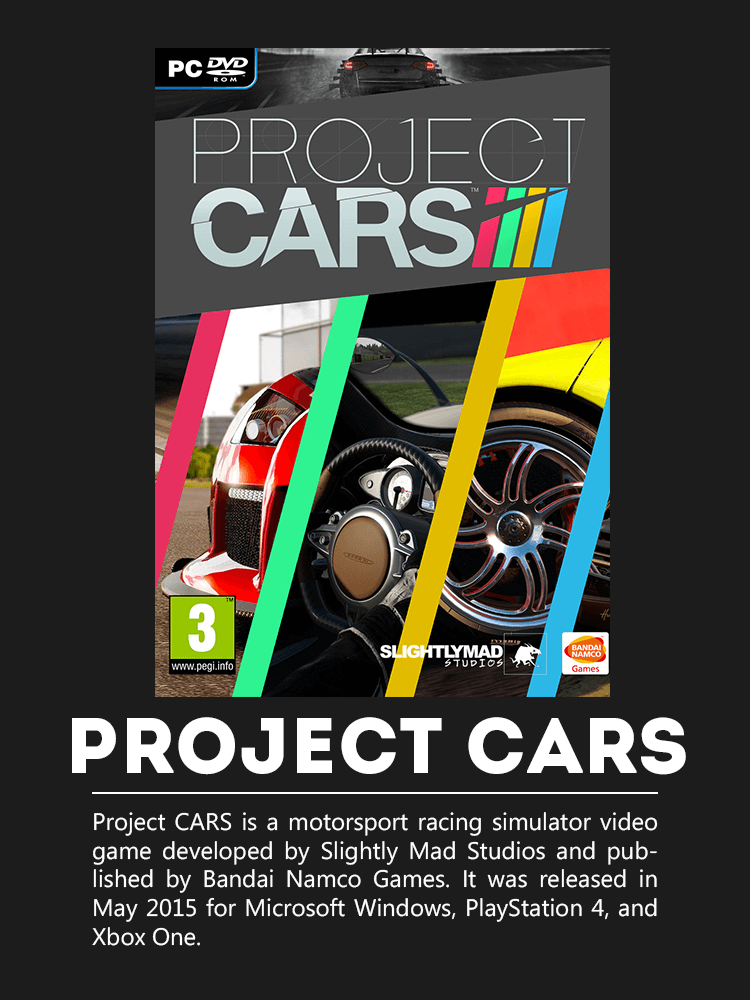 PC DVD
ROM
PROJECT
CARS™
3™
www.pegi.info
SLIGHTLYMAD
STUDIOS
BANDAI
NAMCO
Games
PROJECT CARS
Project CARS is a motorsport racing simulator video
game developed by Slightly Mad Studios and pub-
lished by Bandai Namco Games. It was released in
May 2015 for Microsoft Windows, PlayStation 4, and
Xbox One.